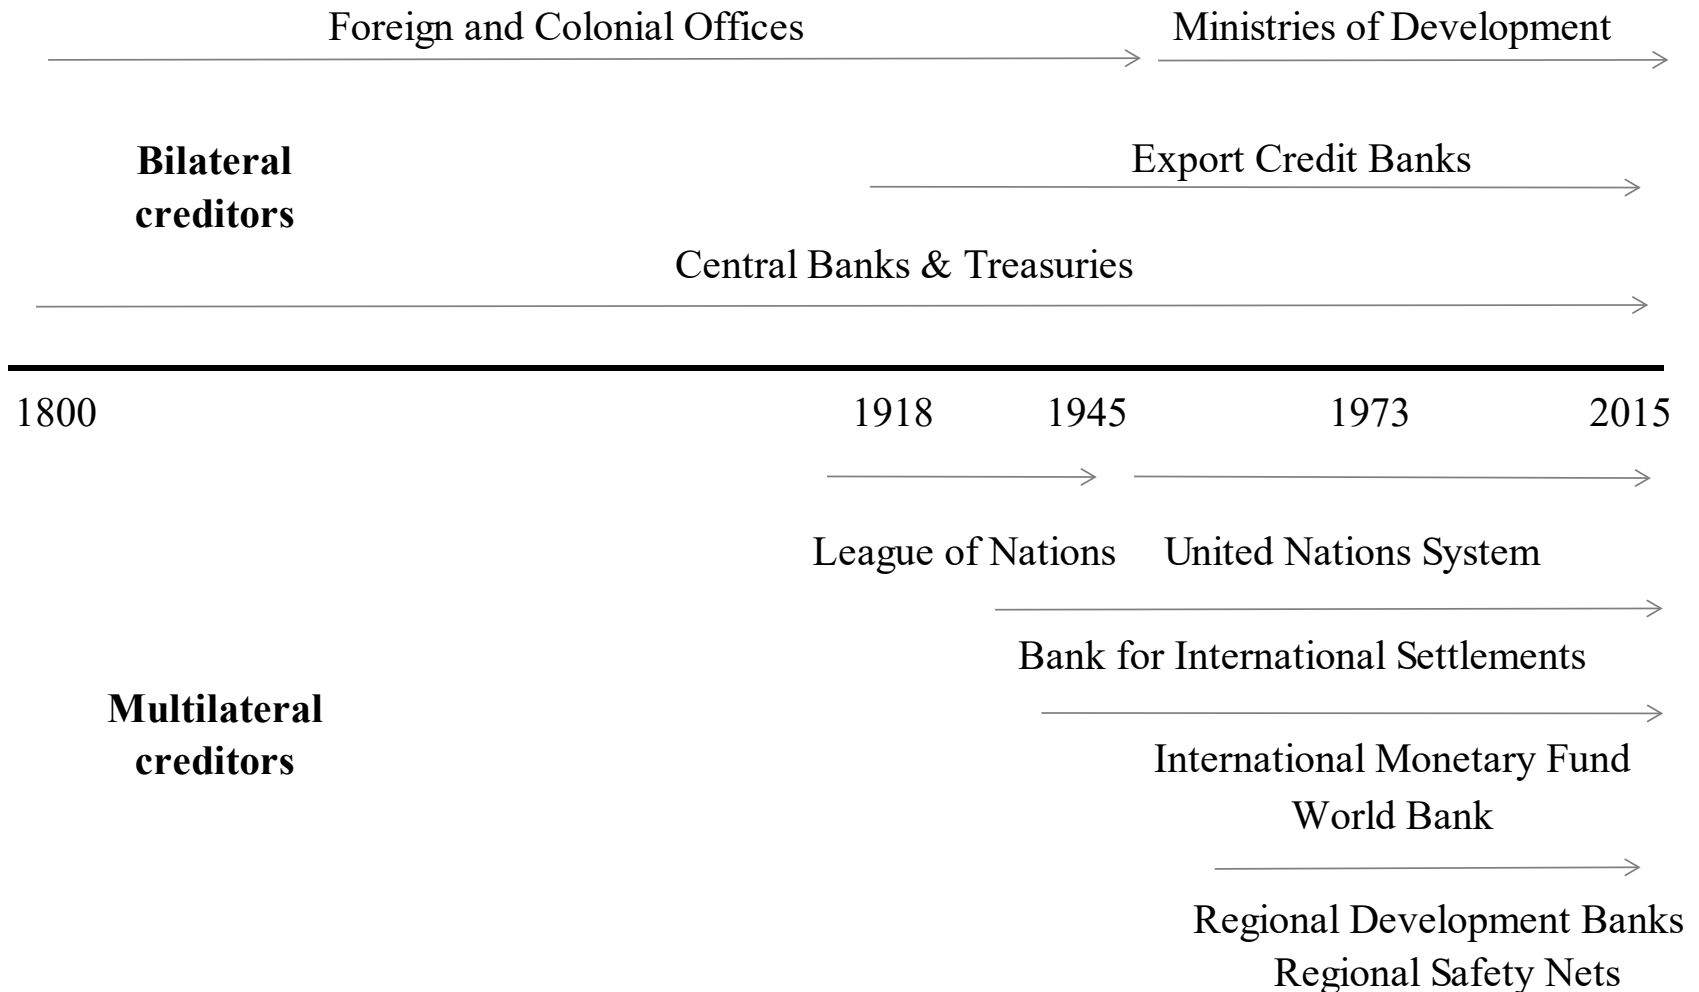 Foreign and Colonial Offices
Ministries of Development
Bilateral
creditors
Export Credit Banks
Central Banks & Treasuries
1800 1918 1945 1973 2015
League of Nations
United Nations System
Bank for International Settlements
Multilateral
creditors
International Monetary Fund
World Bank
Regional Development Banks
Regional Safety Nets